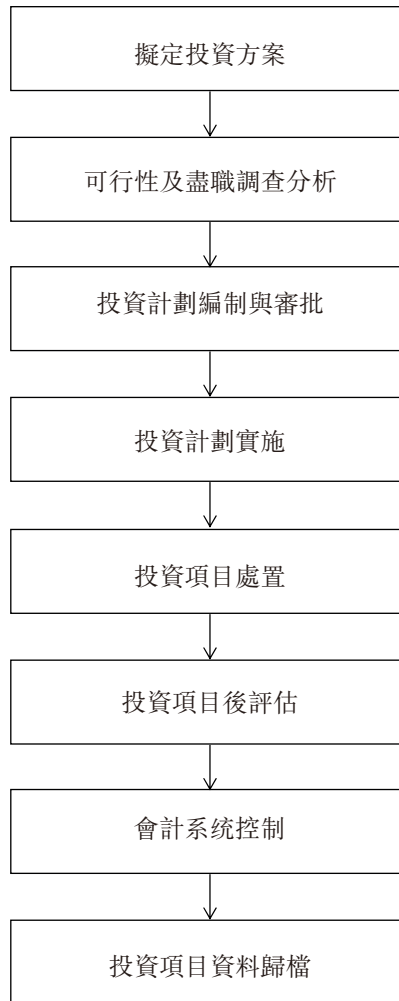 擬定投資方案
可行性及盡職調查分析
投資計劃編制與審批
投資計劃實施
投資項目處置
投資項目後評估
會計系统控制
投資項目資料歸檔